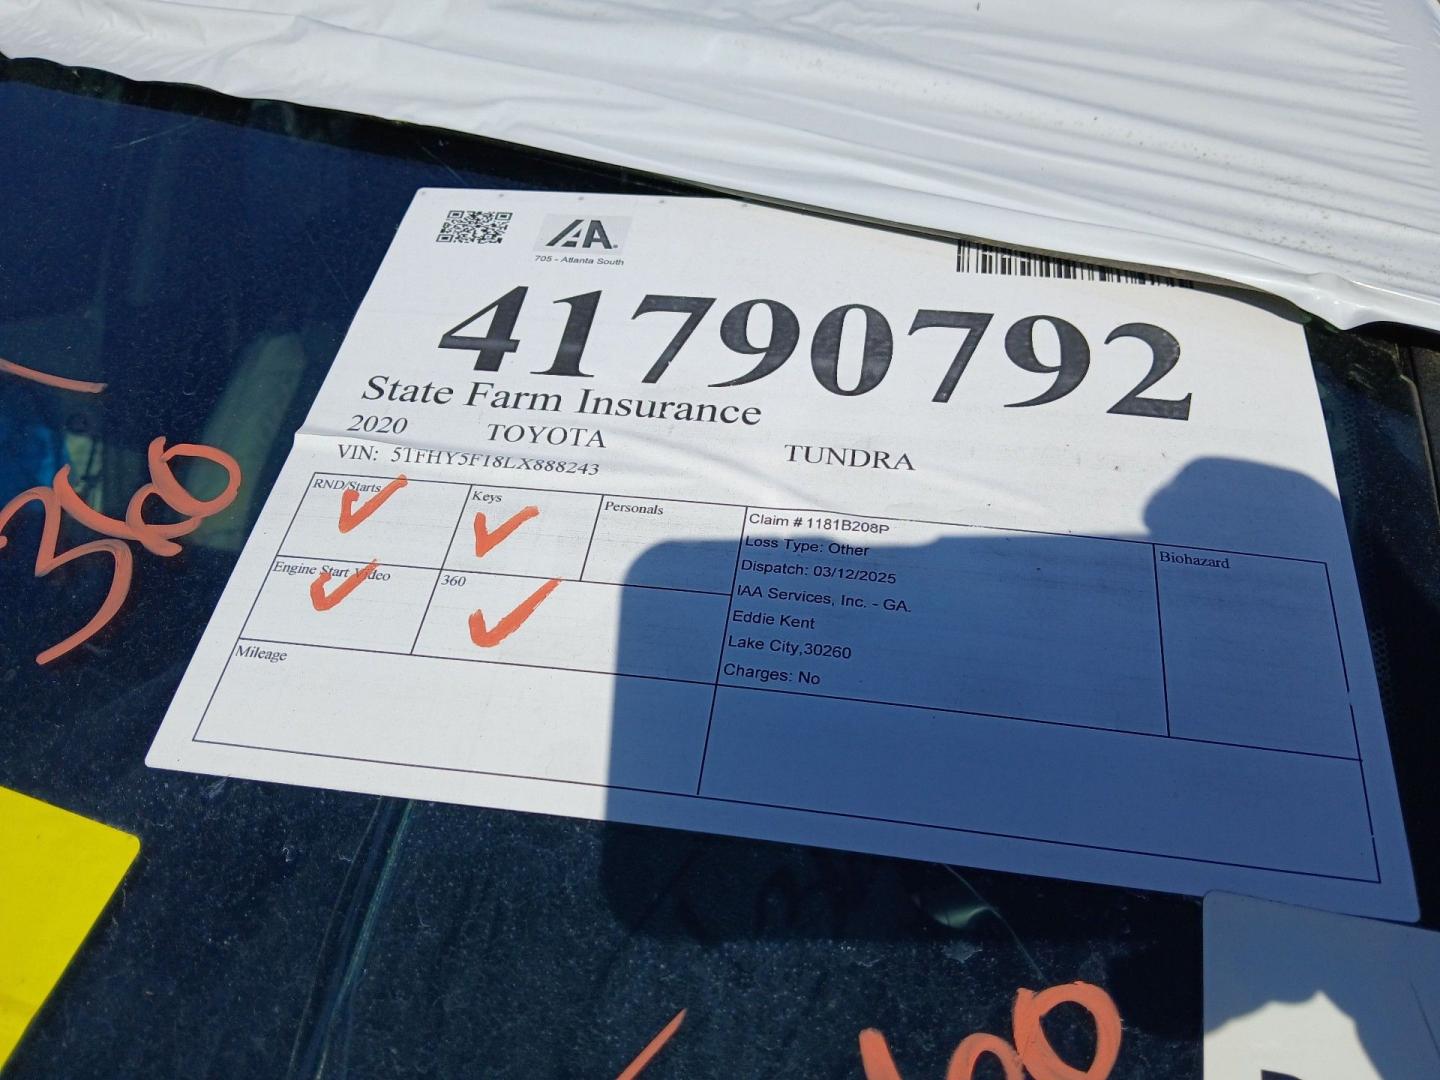 IAA
705 - Atlanta South
41790792
State Farm Insurance
2020 TOYOTA TUNDRA
VIN: 5TFHY5F18LX888243
RND/Starts
Keys
Personals
Claim # 1181B208P
Loss Type: Other
Dispatch: 03/12/2025
IAA Services, Inc. - GA.
Eddie Kent
Lake City,30260
Charges: No
Biohazard
Engine Start Video
360
Mileage
360